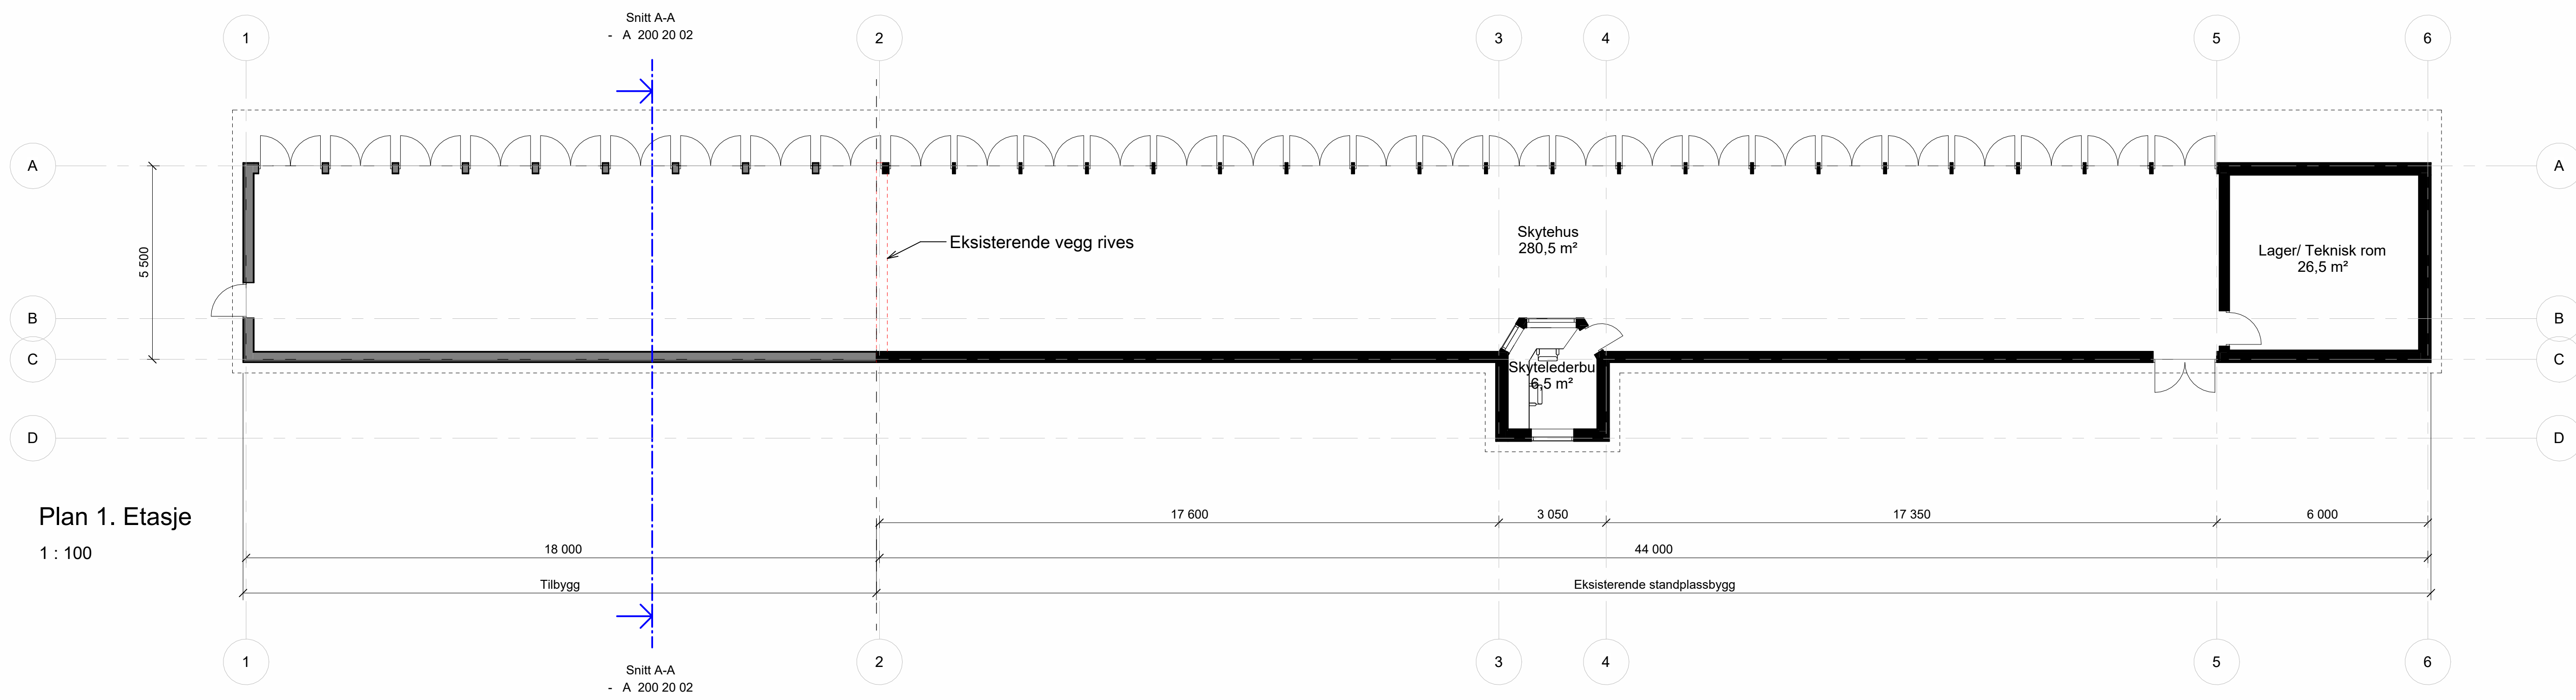 Snitt A-A
- A 200 20 02
1
2
3
4
5
6
A
A
5 500
Eksisterende vegg rives
Skytehus
280,5 m²
Lager/ Teknisk rom
26,5 m²
B
B
C
C
Skytelederbu
6,5 m²
D
D
Plan 1. Etasje
1 : 100
17 600
3 050
17 350
6 000
18 000
44 000
Tilbygg
Eksisterende standplassbygg
1
2
3
4
5
6
Snitt A-A
- A 200 20 02